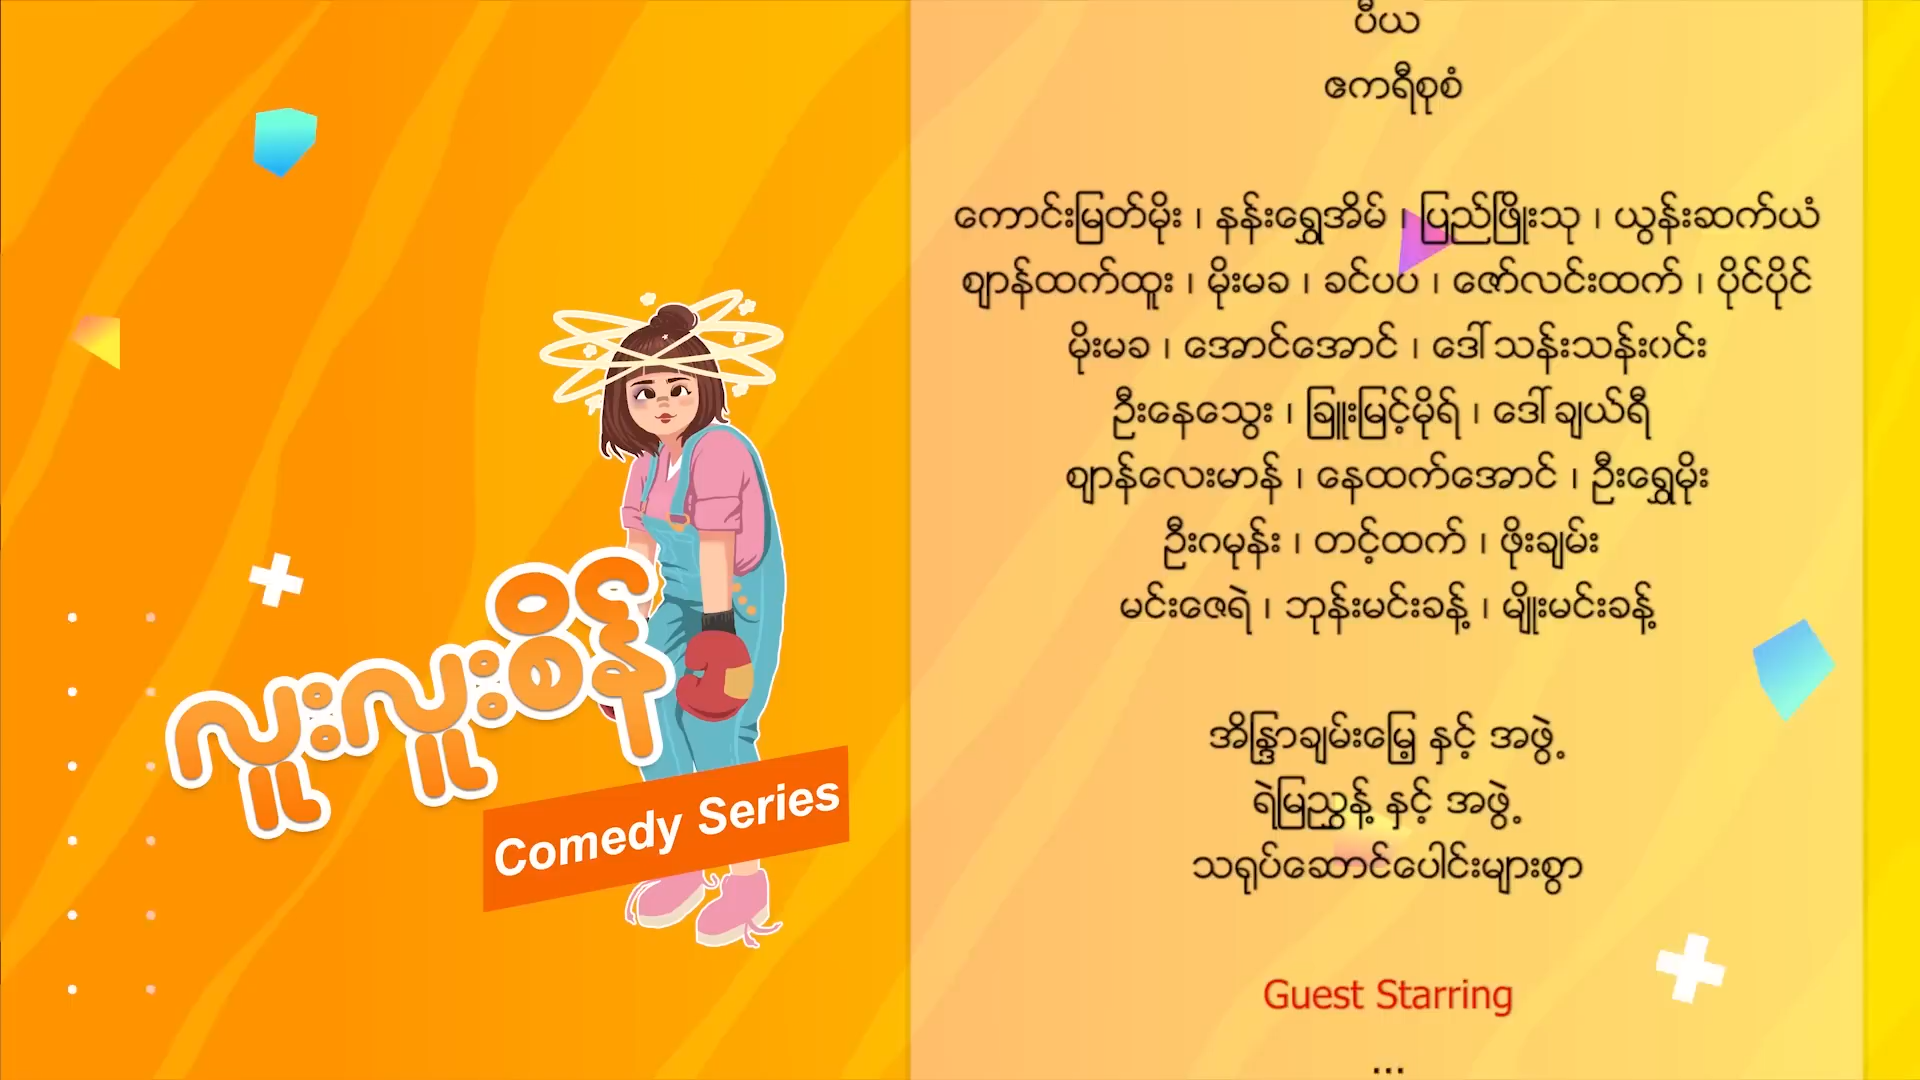 လူးလူးစိန်
Comedy Series
ပီယ
ဧကရီစုစံ
ကောင်းမြတ်မိုး ၊ နန်းရွှေအိမ် ၊ ပြည်ဖြိုးသု ၊ ယွန်းဆက်ယံ
ဈာန်ထက်ထူး ၊ မိုးမခ ၊ ခင်ပပ ၊ ဇော်လင်းထက် ၊ ပိုင်ပိုင်
မိုးမခ ၊ အောင်အောင် ၊ ဒေါ်သန်းသန်းဝင်း
ဦးနေသွေး ၊ ခြူးမြင့်မိုရ် ၊ ဒေါ်ချယ်ရီ
ဈာန်လေးမာန် ၊ နေထက်အောင် ၊ ဦးရွှေမိုး
ဦးဂမုန်း ၊ တင့်ထက် ၊ ဖိုးချမ်း
မင်းဇေရဲ ၊ ဘုန်းမင်းခန့် ၊ မျိုးမင်းခန့်
အိန္ဒြာချမ်းမြေ့ နှင့် အဖွဲ့
ရဲမြညွှန့် နှင့် အဖွဲ့
သရုပ်ဆောင်ပေါင်းများစွာ
Guest Starring
...